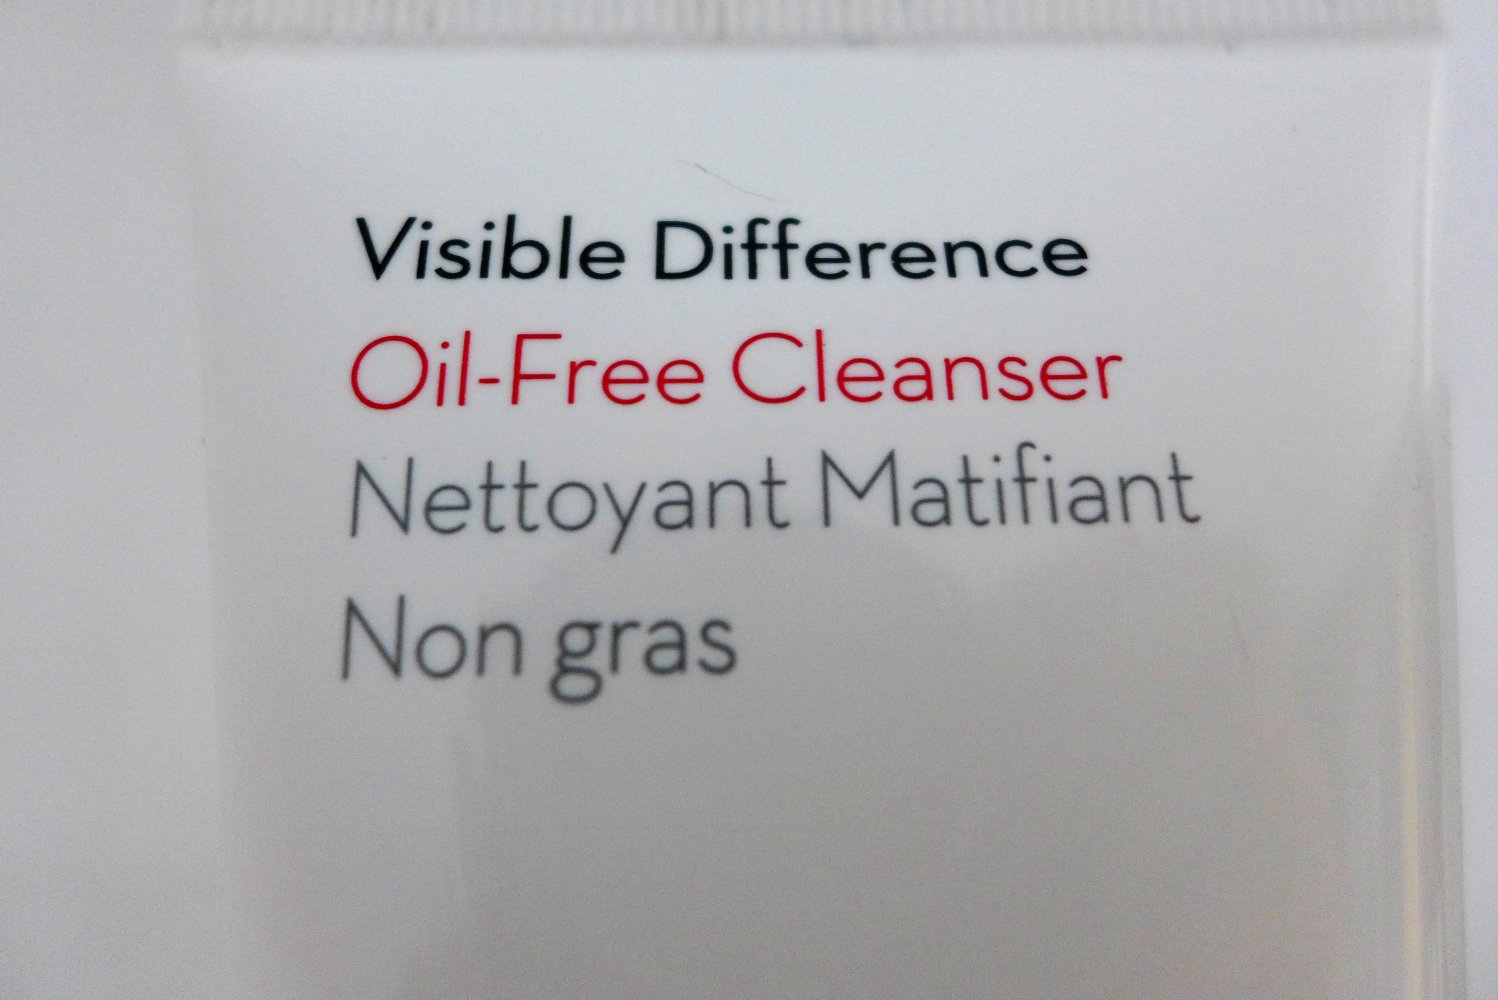 Visible Difference
Oil-Free Cleanser
Nettoyant Matifiant
Non gras